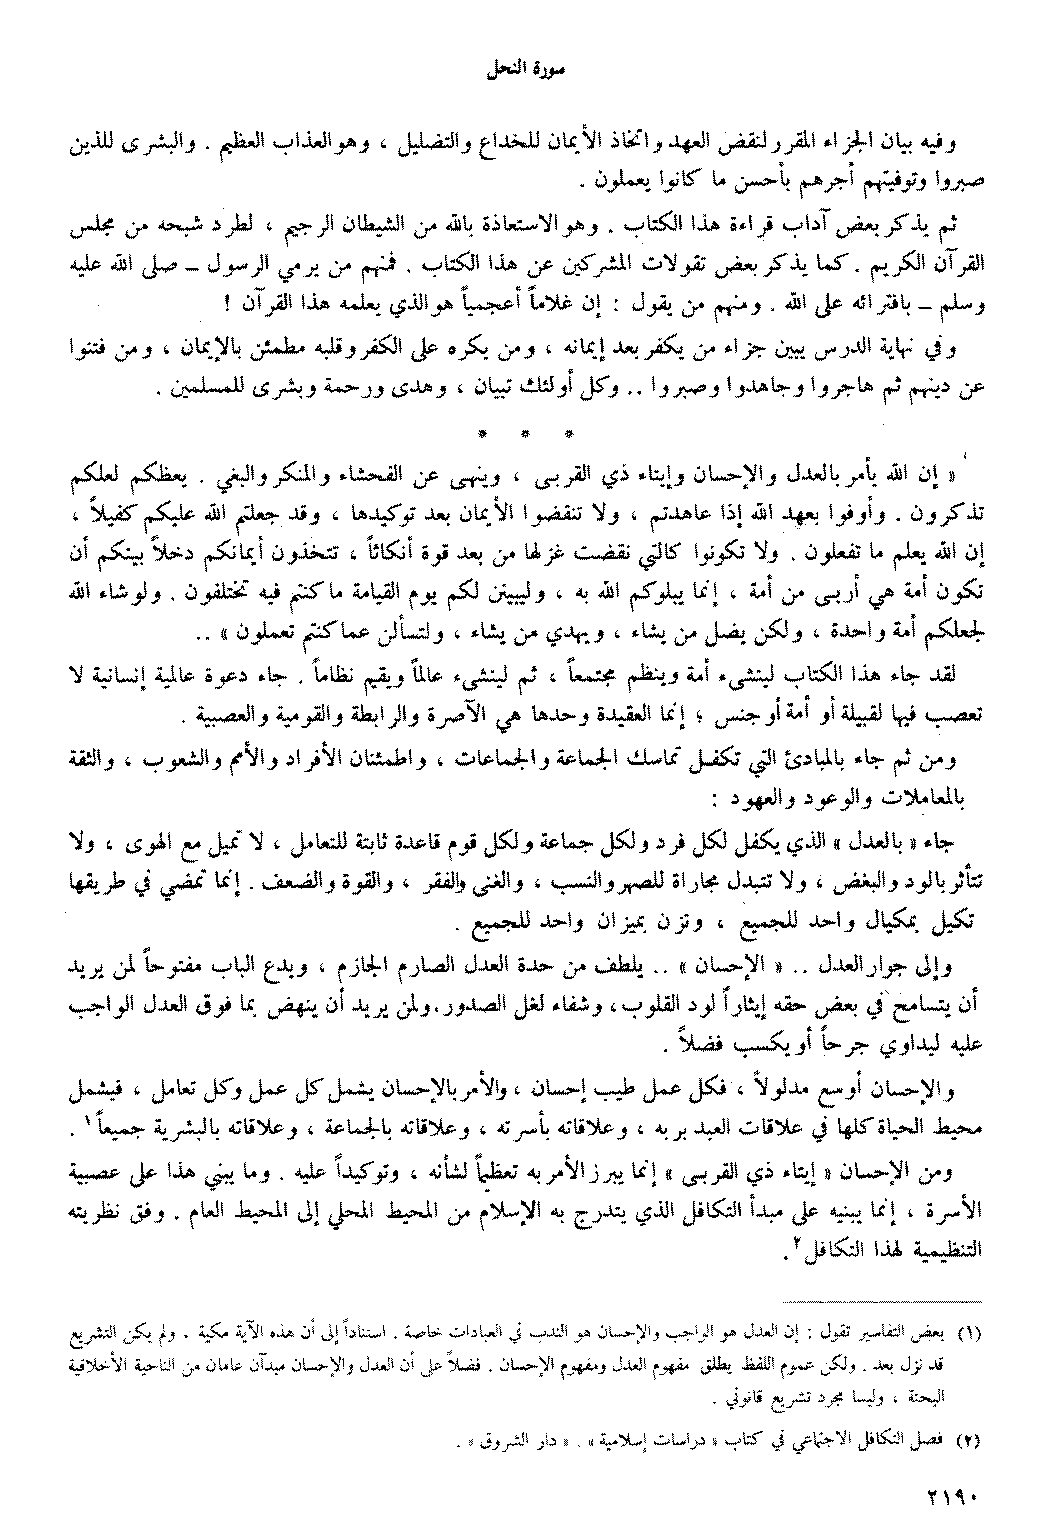 سورة النحل
وفيه بيان الجزاء المقرر لنقض العهد واتخاذ الأيمان للخداع والتضليل ، وهو العذاب العظيم . والبشرى للذين
صبروا وتوفيتهم أجرهم بأحسن ما كانوا يعملون .
ثم يذكر بعض آداب قراءة هذا الكتاب . وهو الاستعاذة بالله من الشيطان الرجيم ، لطرد شبحه من مجلس
القرآن الكريم . كما يذكر بعض تقولات المشركين عن هذا الكتاب . فمنهم من يرمي الرسول – صلى الله عليه
وسلم – بافترائه على الله . ومنهم من يقول : إن غلاماً أعجمياً هو الذي يعلمه هذا القرآن !
وفي نهاية الدرس يبين جزاء من يكفر بعد إيمانه ، ومن يكره على الكفر وقلبه مطمئن بالإيمان ، ومن فتنوا
عن دينهم ثم هاجروا وجاهدوا وصبروا .. وكل أولئك تبيان ، وهدى ورحمة وبشرى للمسلمين .
* * *
« إن الله يأمر بالعدل والإحسان وإيتاء ذي القربى ، وينهى عن الفحشاء والمنكر والبغي . يعظكم لعلكم
تذكرون . وأوفوا بعهد الله إذا عاهدتم ، ولا تنقضوا الأيمان بعد توكيدها ، وقد جعلتم الله عليكم كفيلاً ،
إن الله يعلم ما تفعلون . ولا تكونوا كالتي نقضت غزلها من بعد قوة أنكاثاً ، تتخذون أيمانكم دخلاً بينكم أن
تكون أمة هي أربى من أمة ، إنما يبلوكم الله به ، وليبينن لكم يوم القيامة ما كنتم فيه تختلفون . ولو شاء الله
لجعلكم أمة واحدة ، ولكن يضل من يشاء ، ويهدي من يشاء ، ولتسألن عما كنتم تعملون » ..
لقد جاء هذا الكتاب لينشىء أمة وينظم مجتمعاً ، ثم لينشىء عالماً ويقيم نظاماً . جاء دعوة عالمية إنسانية لا
تعصب فيها لقبيلة أو أمة أو جنس ؛ إنما العقيدة وحدها هي الآصرة والرابطة والقومية والعصبية .
ومن ثم جاء بالمبادئ التي تكفل تماسك الجماعة والجماعات ، واطمئنان الأفراد والأمم والشعوب ، والثقة
بالمعاملات والوعود والعهود :
جاء « بالعدل » الذي يكفل لكل فرد ولكل جماعة ولكل قوم قاعدة ثابتة للتعامل ، لا تميل مع الهوى ، ولا
تتأثر بالود والبغض ، ولا تتبدل مجاراة للصهر والنسب ، والغنى والفقر ، والقوة والضعف . إنما تمضي في طريقها
تكيل بمكيال واحد للجميع ، وتزن بميزان واحد للجميع .
وإلى جوار العدل .. « الإحسان » .. يلطف من حدة العدل الصارم الجازم ، ويدع الباب مفتوحاً لمن يريد
أن يتسامح في بعض حقه إيثاراً لود القلوب ، وشفاء لغل الصدور . ولمن يريد أن ينهض بما فوق العدل الواجب
عليه ليداوي جرحاً أو يكسب فضلاً .
والإحسان أوسع مدلولاً ، فكل عمل طيب إحسان ، والأمر بالإحسان يشمل كل عمل وكل تعامل ، فيشمل
محيط الحياة كلها في علاقات العبد بربه ، وعلاقاته بأسرته ، وعلاقاته بالجماعة ، وعلاقاته بالبشرية جميعاً ١ .
ومن الإحسان « إيتاء ذي القربى » إنما يبرز الأمر به تعظيماً لشأنه ، وتوكيداً عليه . وما يبني هذا على عصبية
الأسرة ، إنما يبنيه على مبدأ التكافل الذي يتدرج به الإسلام من المحيط المحلي إلى المحيط العام . وفق نظريته
التنظيمية لهذا التكافل ٢ .
(١) بعض التفاسير تقول : إن العدل هو الواجب والإحسان هو الندب في العبادات خاصة . استناداً إلى أن هذه الآية مكية . ولم يكن التشريع
قد نزل بعد . ولكن عموم اللفظ يطلق مفهوم العدل ومفهوم الإحسان . فضلاً على أن العدل والإحسان مبدآن عامان من الناحية الأخلاقية
البحتة ، وليسا مجرد تشريع قانوني .
(٢) فصل التكافل الاجتماعي في كتاب « دراسات إسلامية » . « دار الشروق » .
٢١٩٠